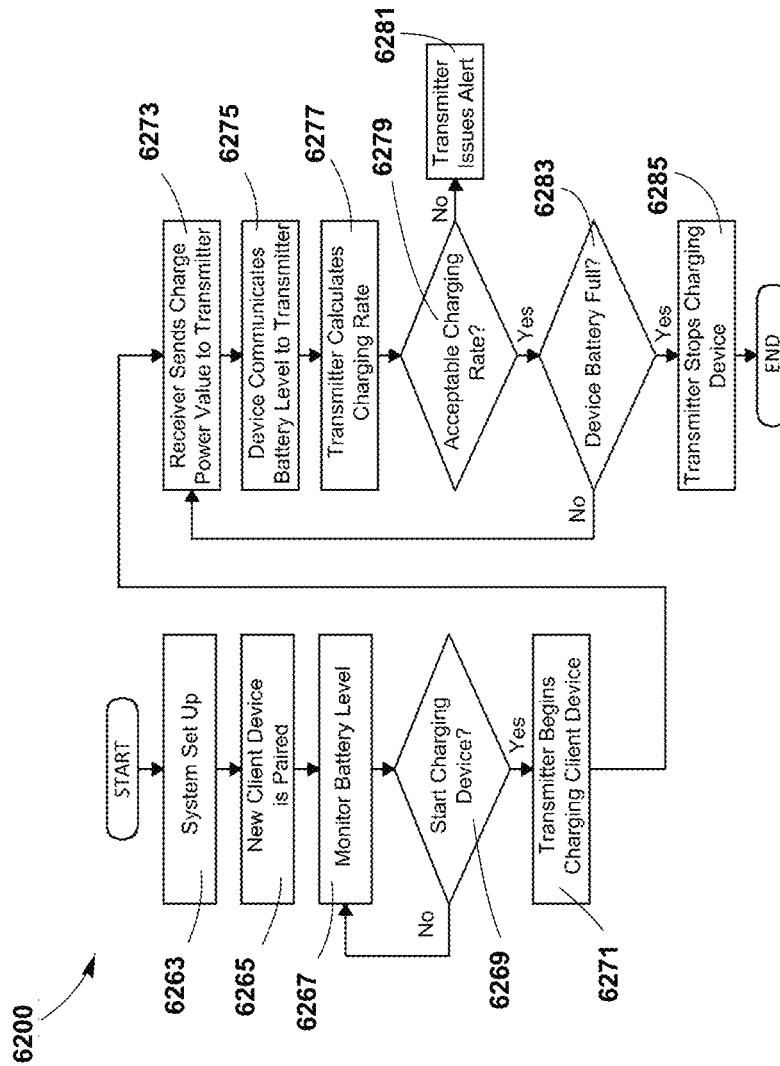 6200
START
System Set Up
6263
New Client Device
is Paired
6265
Monitor Battery Level
6267
Start Charging
Device?
6269
No
Yes
Transmitter Begins
Charging Client Device
6271
Receiver Sends Charge
Power Value to Transmitter
6273
Device Communicates
Battery Level to Transmitter
6275
Transmitter Calculates
Charging Rate
6277
Acceptable Charging
Rate?
6279
No
Transmitter
Issues Alert
6281
Yes
Device Battery Full?
6283
No
Yes
Transmitter Stops Charging
Device
6285
END